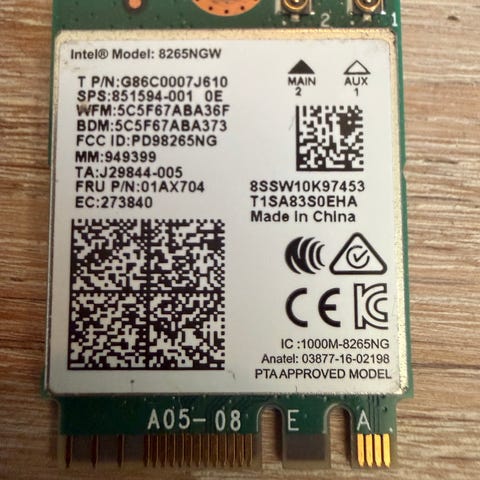 2
1
Intel® Model: 8265NGW
T P/N:G86C0007J610
SPS:851594-001 0E
WFM:5C5F67ABA36F
BDM:5C5F67ABA373
FCC ID:PD98265NG
MM:949399
TA:J29844-005
FRU P/N:01AX704
EC:273840
MAIN
2
AUX
1
8SSW10K97453
T1SA83S0EHA
Made in China
CE
IC :1000M-8265NG
Anatel: 03877-16-02198
PTA APPROVED MODEL
A05-08 E A